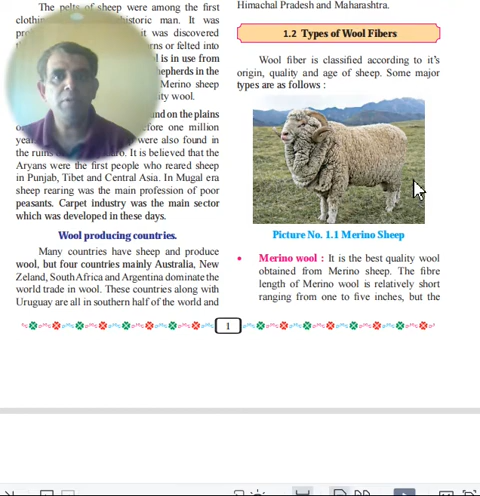 The pelts of sheep were among the first
clothin historic man. It was
pro it was discovered
rns or felted into
l is in use from
hepherds in the
Merino sheep
ity wool.
und on the plains
fore one million
yea were also found in
the ruins ro. It is believed that the
Aryans were the first people who reared sheep
in Punjab, Tibet and Central Asia. In Mugal era
sheep rearing was the main profession of poor
peasants. Carpet industry was the main sector
which was developed in these days.
Wool producing countries.
Many countries have sheep and produce
wool, but four countries mainly Australia, New
Zeland, South Africa and Argentina dominate the
world trade in wool. These countries along with
Uruguay are all in southern half of the world and
Himachal Pradesh and Maharashtra.
1.2 Types of Wool Fibers
Wool fiber is classified according to it's
origin, quality and age of sheep. Some major
types are as follows :
Picture No. 1.1 Merino Sheep
• Merino wool : It is the best quality wool
obtained from Merino sheep. The fibre
length of Merino wool is relatively short
ranging from one to five inches, but the
1